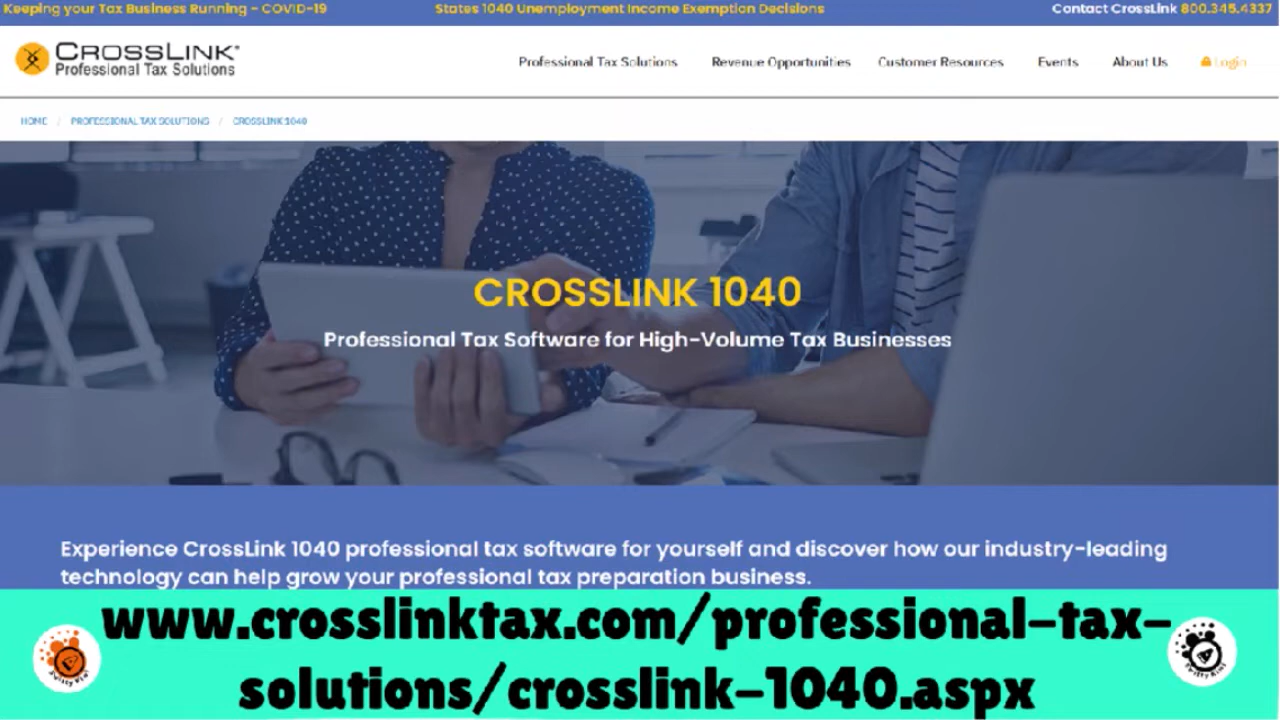 Keeping your Tax Business Running - COVID-19
States 1040 Unemployment Income Exemption Decisions
Contact CrossLink 800.345.4337
CROSSLINK®
Professional Tax Solutions
Professional Tax Solutions
Revenue Opportunities
Customer Resources
Events
About Us
Login
HOME / PROFESSIONAL TAX SOLUTIONS / CROSSLINK 1040
CROSSLINK 1040
Professional Tax Software for High-Volume Tax Businesses
Experience CrossLink 1040 professional tax software for yourself and discover how our industry-leading
technology can help grow your professional tax preparation business.
www.crosslinktax.com/professional-tax-
solutions/crosslink-1040.aspx